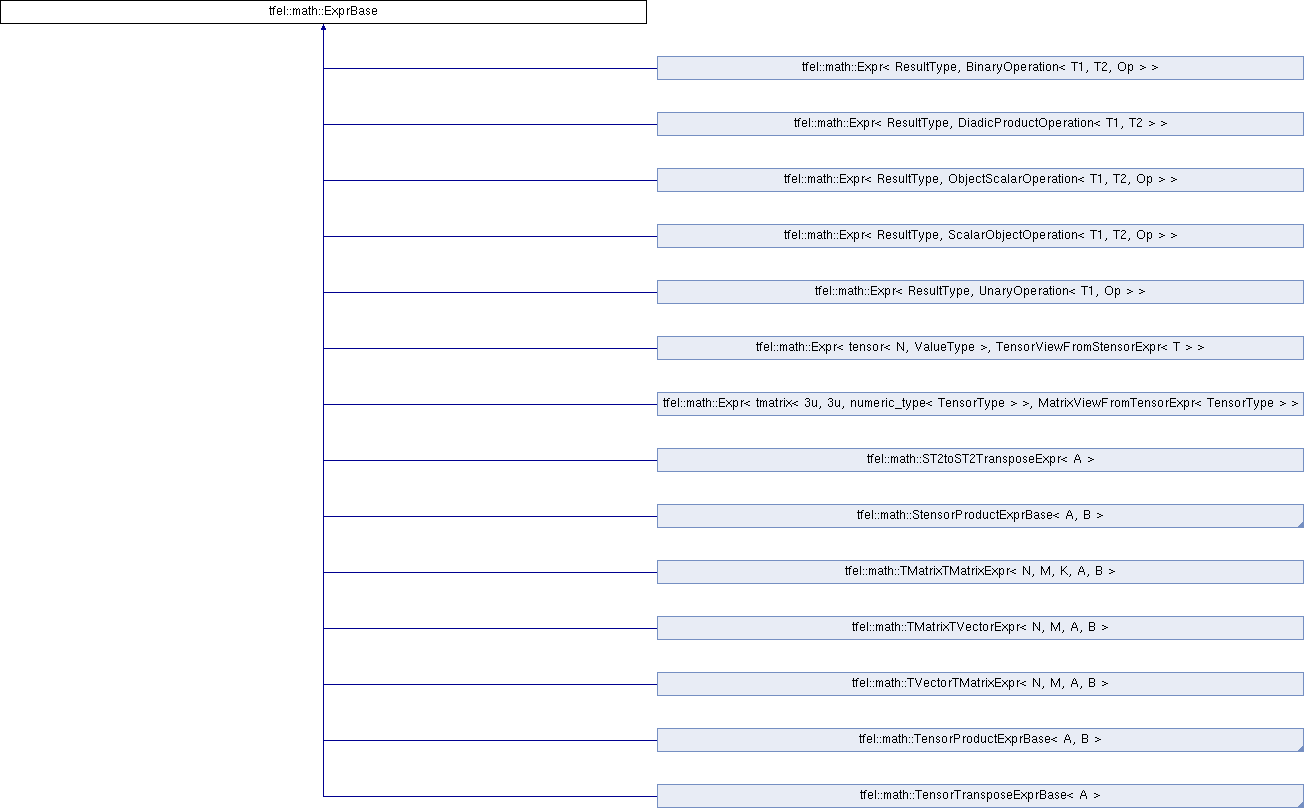 tfel::math::ExprBase
tfel::math::Expr< ResultType, BinaryOperation< T1, T2, Op > >
tfel::math::Expr< ResultType, DiadicProductOperation< T1, T2 > >
tfel::math::Expr< ResultType, ObjectScalarOperation< T1, T2, Op > >
tfel::math::Expr< ResultType, ScalarObjectOperation< T1, T2, Op > >
tfel::math::Expr< ResultType, UnaryOperation< T1, Op > >
tfel::math::Expr< tensor< N, ValueType >, TensorViewFromStensorExpr< T > >
tfel::math::Expr< tmatrix< 3u, 3u, numeric_type< TensorType > >, MatrixViewFromTensorExpr< TensorType > >
tfel::math::ST2toST2TransposeExpr< A >
tfel::math::StensorProductExprBase< A, B >
tfel::math::TMatrixTMatrixExpr< N, M, K, A, B >
tfel::math::TMatrixTVectorExpr< N, M, A, B >
tfel::math::TVectorTMatrixExpr< N, M, A, B >
tfel::math::TensorProductExprBase< A, B >
tfel::math::TensorTransposeExprBase< A >